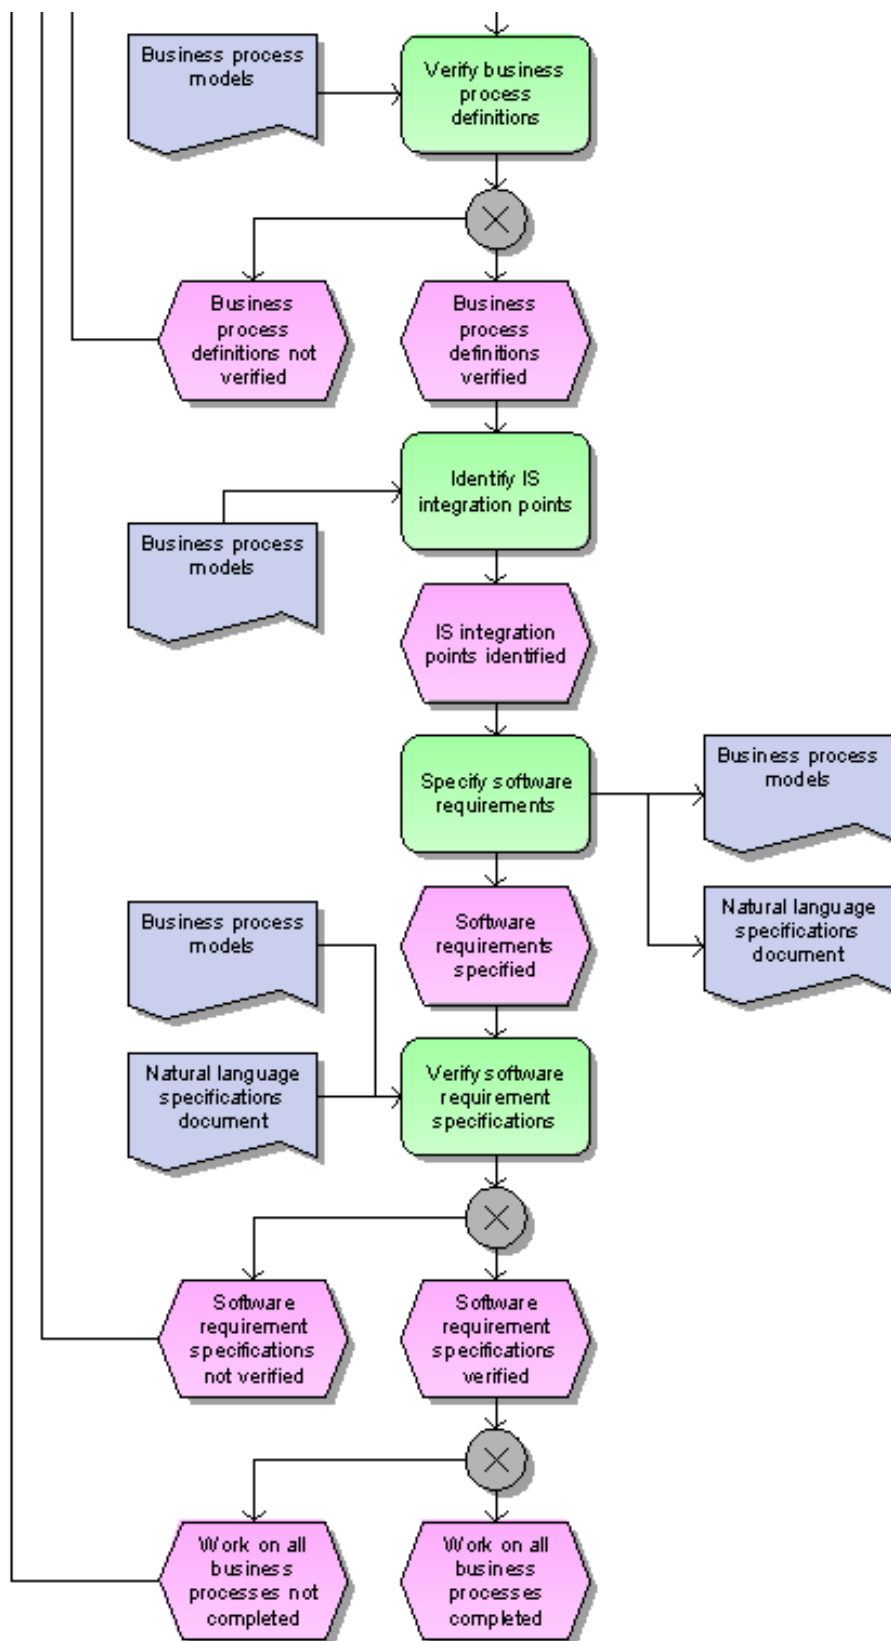 Business process
models
Verify business
process
definitions
Business
process
definitions not
verified
Business
process
definitions
verified
Identify IS
integration points
Business process
models
IS integration
points identified
Specify software
requirements
Business process
models
Business process
models
Software
requirements
specified
Natural language
specifications
document
Natural language
specifications
document
Verify software
requirement
specifications
Software
requirement
specifications
not verified
Software
requirement
specifications
verified
Work on all
business
processes not
completed
Work on all
business
processes
completed